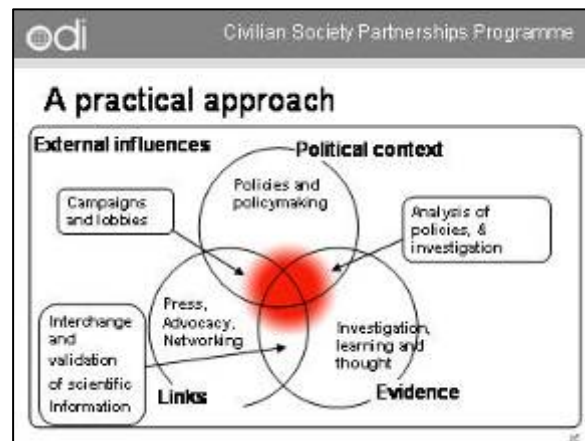 odi
Civilian Society Partnerships Programme
A practical approach
External influences
Political context
Policies and
policymaking
Campaigns
and lobbies
Analysis of
policies, &
investigation
Press,
Advocacy,
Networking
Interchange
and
validation
of scientific
Information
Investigation,
learning and
thought
Links
Evidence